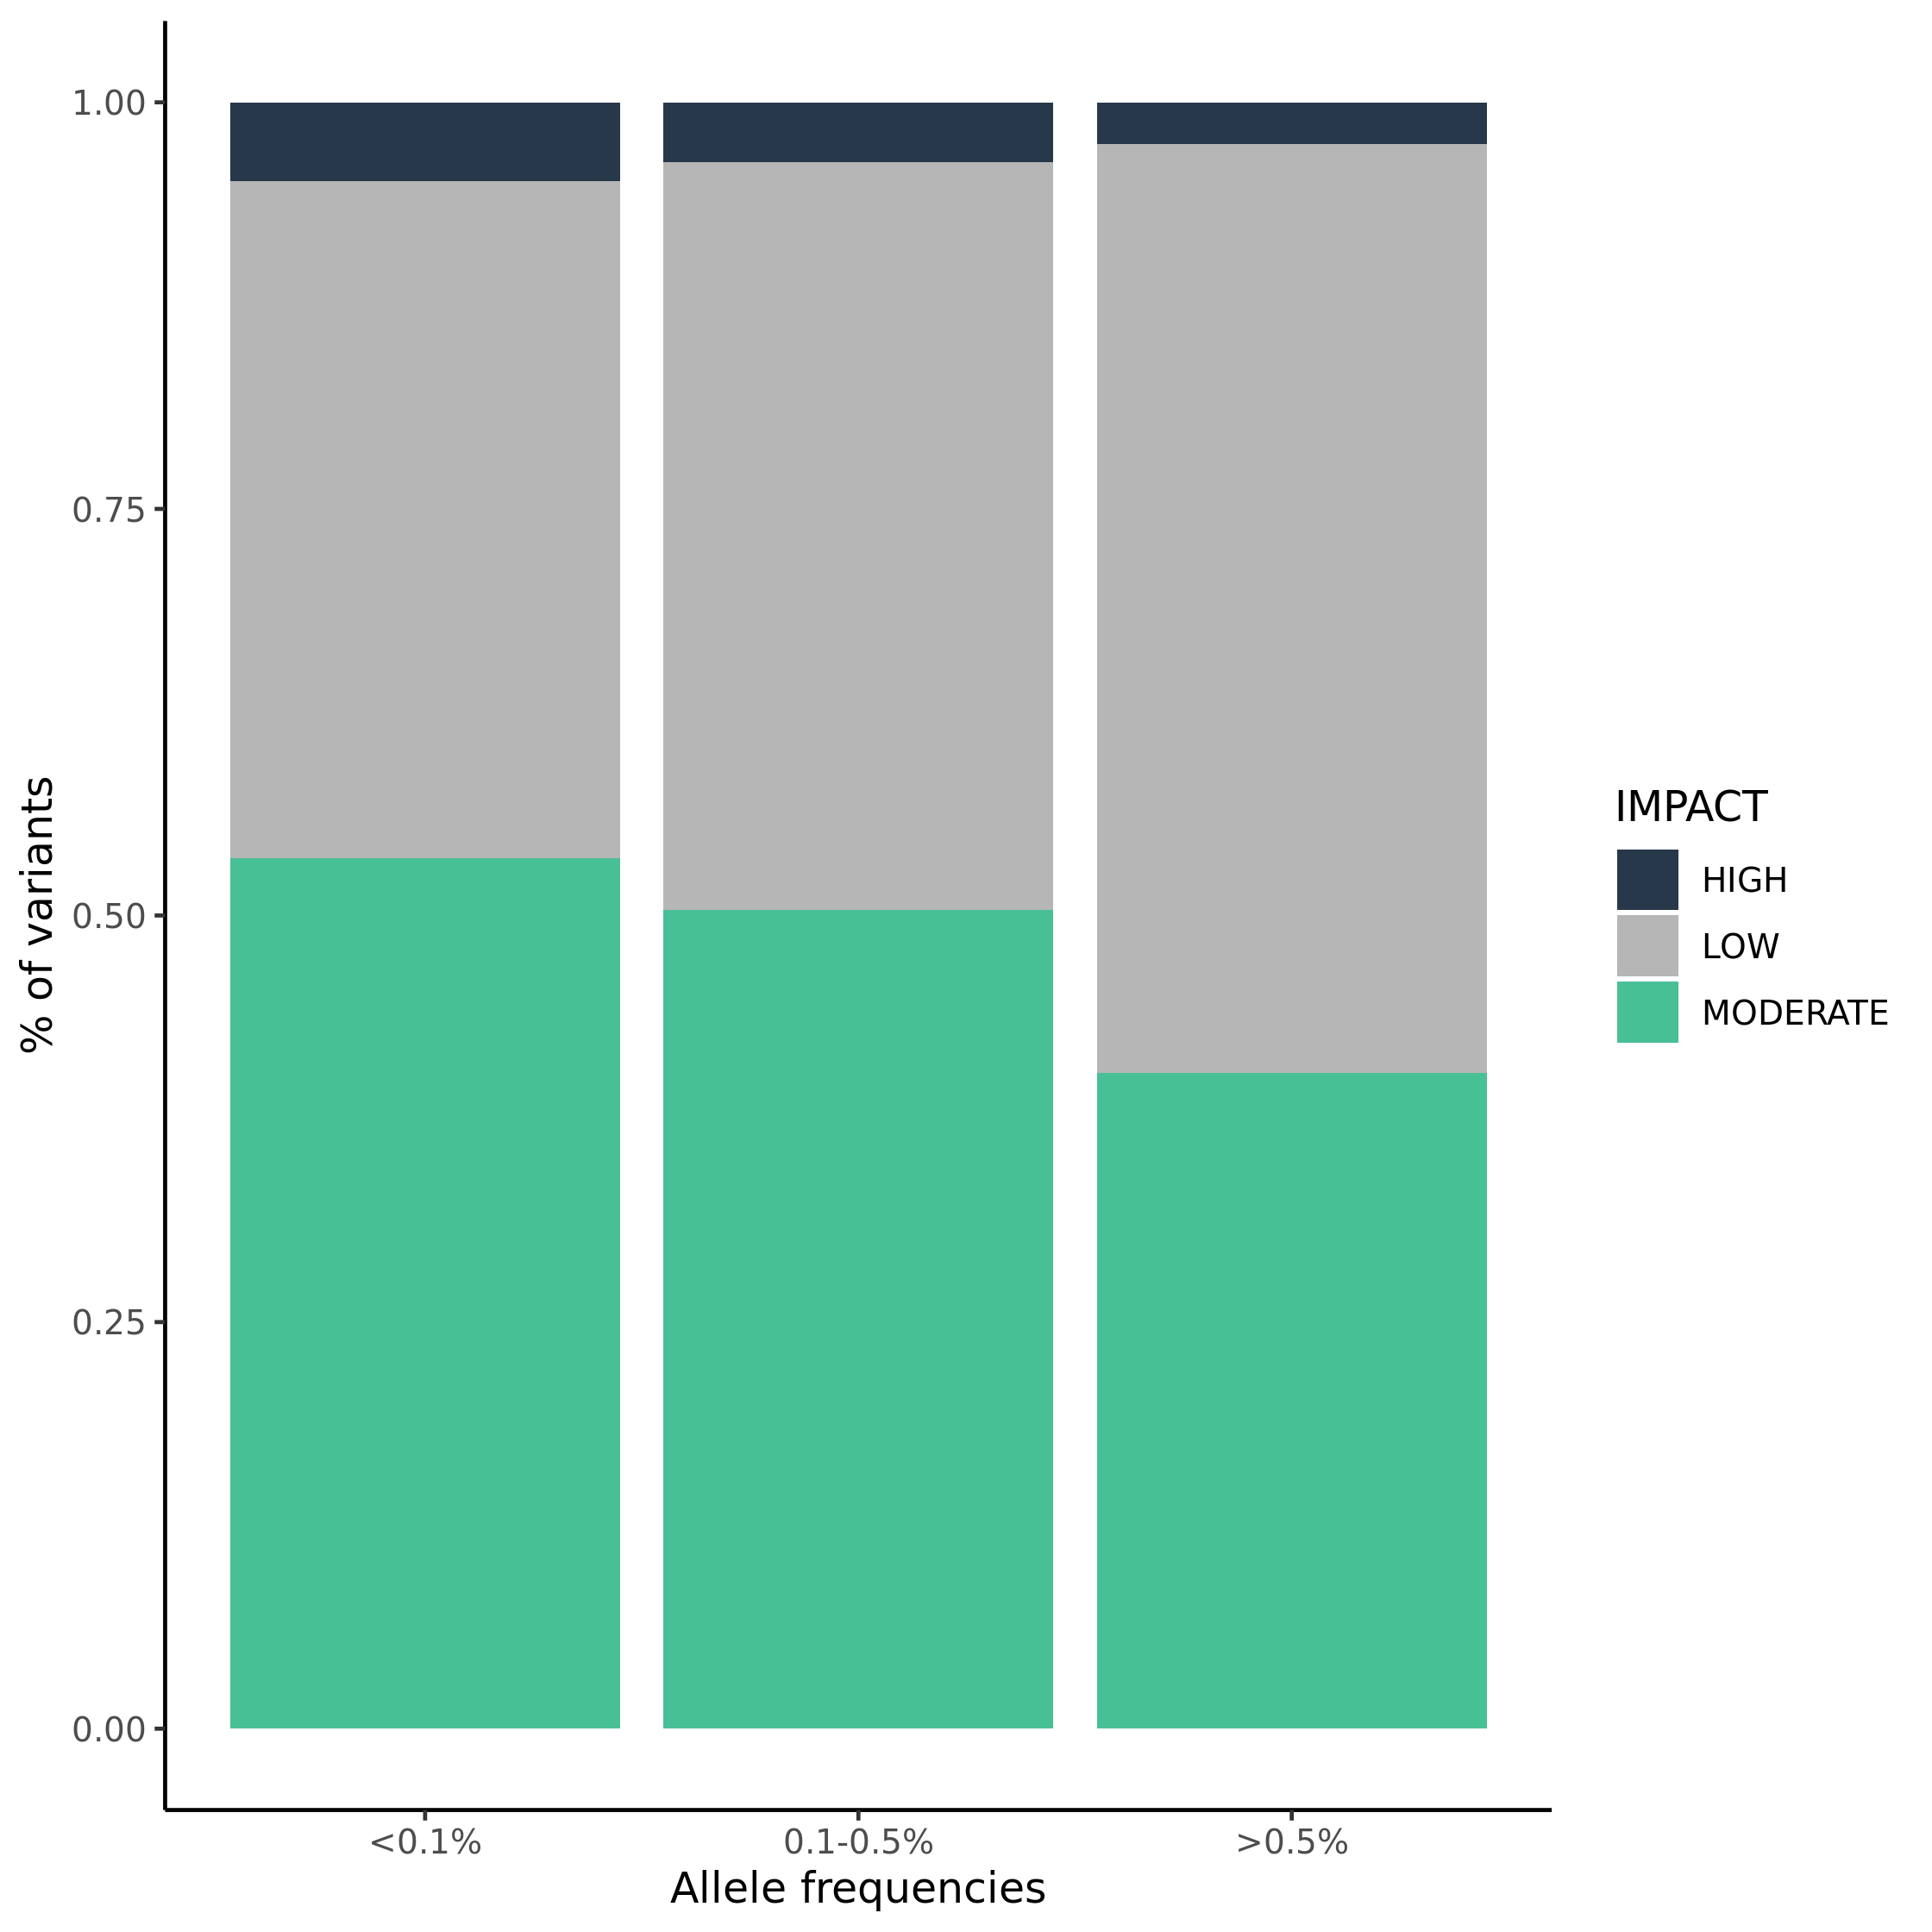 % of variants
1.00
0.75
0.50
0.25
0.00
<0.1%
0.1-0.5%
>0.5%
Allele frequencies
IMPACT
HIGH
LOW
MODERATE